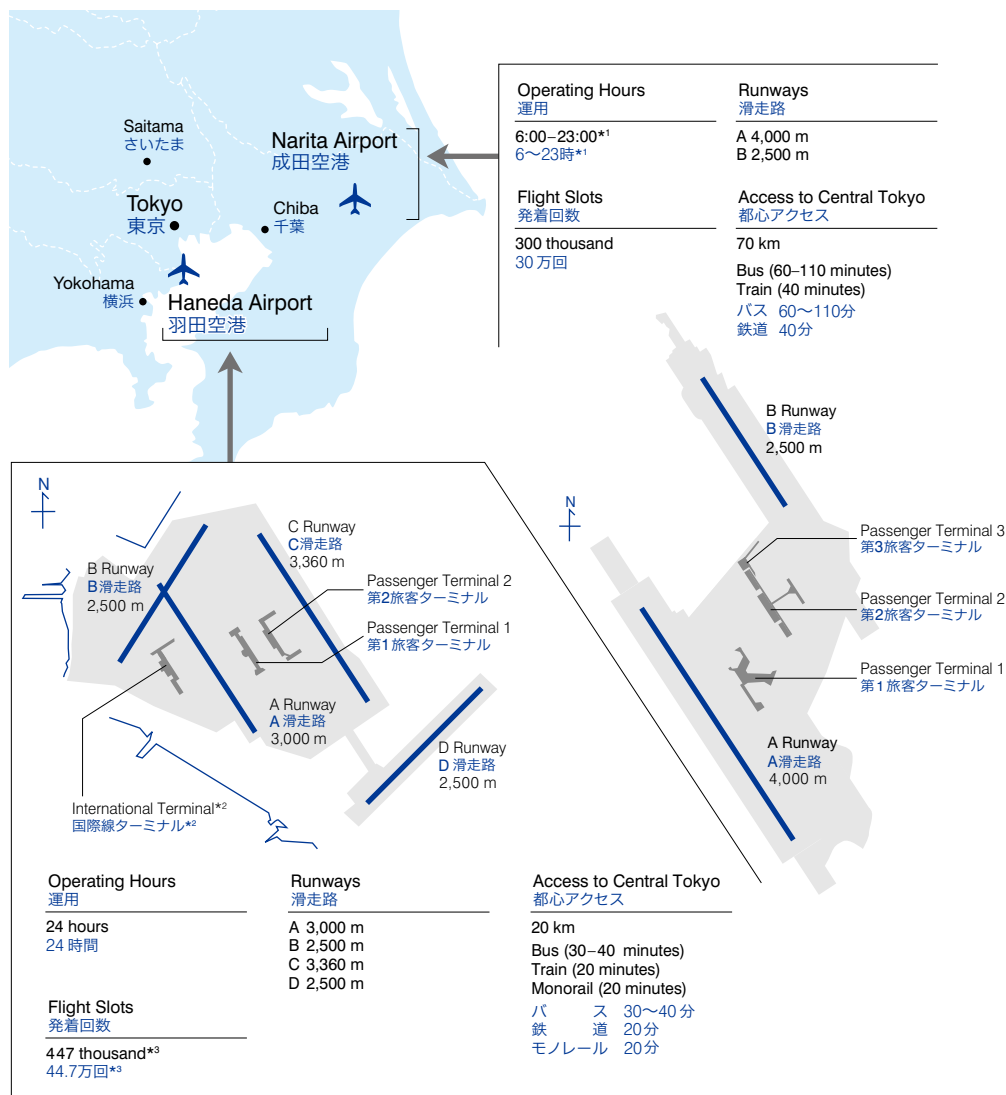 Saitama
さいたま
Narita Airport
成田空港
Tokyo
東京
Chiba
千葉
Yokohama
横浜
Haneda Airport
羽田空港
Operating Hours
運用
6:00–23:00*1
6〜23時*1
Runways
滑走路
A 4,000 m
B 2,500 m
Flight Slots
発着回数
300 thousand
30万回
Access to Central Tokyo
都心アクセス
70 km
Bus (60–110 minutes)
Train (40 minutes)
バス 60〜110分
鉄道 40分
N
B Runway
B滑走路
2,500 m
Passenger Terminal 3
第3旅客ターミナル
Passenger Terminal 2
第2旅客ターミナル
Passenger Terminal 1
第1旅客ターミナル
A Runway
A滑走路
4,000 m
N
C Runway
C滑走路
3,360 m
B Runway
B滑走路
2,500 m
Passenger Terminal 2
第2旅客ターミナル
Passenger Terminal 1
第1旅客ターミナル
A Runway
A滑走路
3,000 m
D Runway
D滑走路
2,500 m
International Terminal*2
国際線ターミナル*2
Operating Hours
運用
24 hours
24時間
Runways
滑走路
A 3,000 m
B 2,500 m
C 3,360 m
D 2,500 m
Access to Central Tokyo
都心アクセス
20 km
Bus (30–40 minutes)
Train (20 minutes)
Monorail (20 minutes)
バス 30〜40分
鉄道 20分
モノレール 20分
Flight Slots
発着回数
447 thousand*3
44.7万回*3